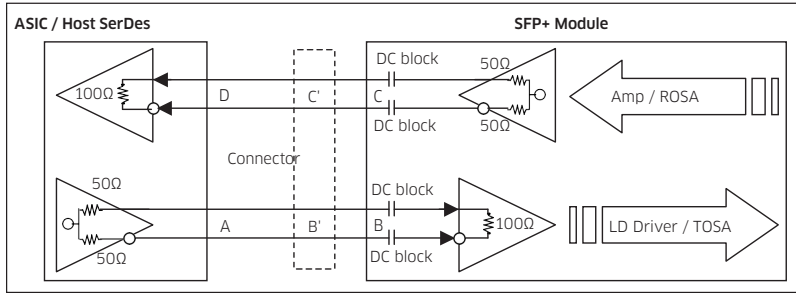 ASIC / Host SerDes
SFP+ Module
DC block
50Ω
100Ω
D
C'
C
Amp / ROSA
DC block
50Ω
Connector
50Ω
DC block
A
B'
B
100Ω
LD Driver / TOSA
50Ω
DC block